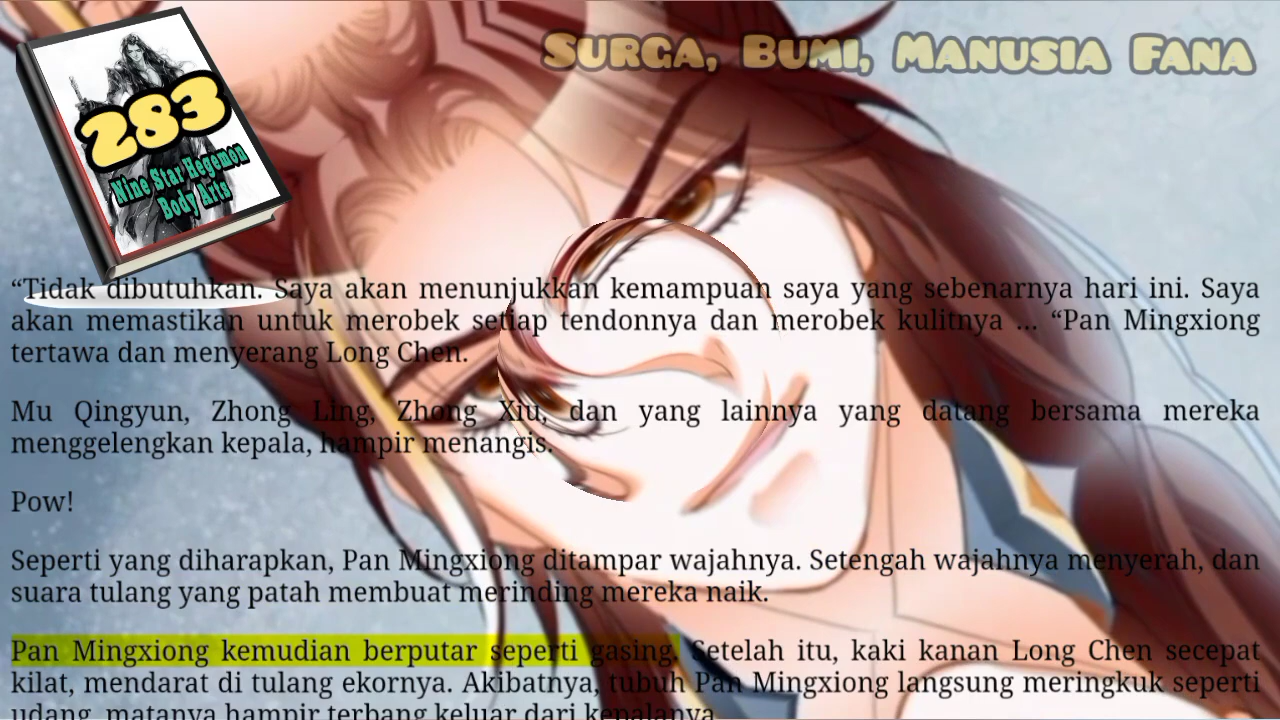 Surga, Bumi, Manusia Fana
283
Nine Star Hegemon
Body Arts
“Tidak dibutuhkan. Saya akan menunjukkan kemampuan saya yang sebenarnya hari ini. Saya
akan memastikan untuk merobek setiap tendonnya dan merobek kulitnya ... “Pan Mingxiong
tertawa dan menyerang Long Chen.
Mu Qingyun, Zhong Ling, Zhong Xiu, dan yang lainnya yang datang bersama mereka
menggelengkan kepala, hampir menangis.
Pow!
Seperti yang diharapkan, Pan Mingxiong ditampar wajahnya. Setengah wajahnya menyerah, dan
suara tulang yang patah membuat merinding mereka naik.
Pan Mingxiong kemudian berputar seperti gasing. Setelah itu, kaki kanan Long Chen secepat
kilat, mendarat di tulang ekornya. Akibatnya, tubuh Pan Mingxiong langsung meringkuk seperti
udang, matanya hampir terbang keluar dari kepalanya.